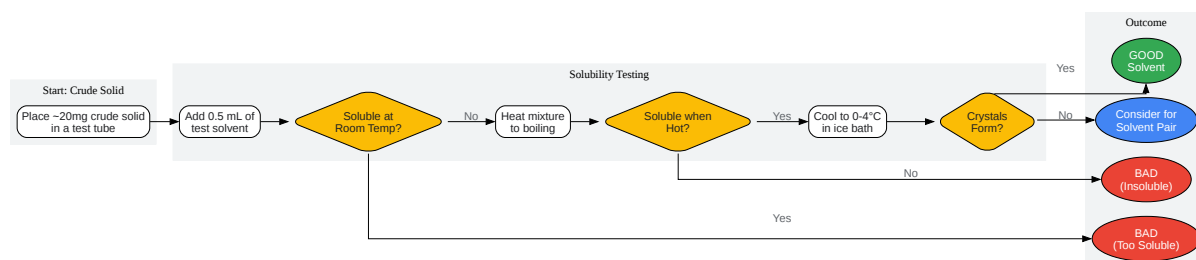 Start: Crude Solid
Place ~20mg crude solid
in a test tube
Solubility Testing
Add 0.5 mL of
test solvent
Soluble at
Room Temp?
No
Heat mixture
to boiling
Soluble when
Hot?
Yes
Cool to 0-4°C
in ice bath
Crystals
Form?
Yes
No
No
Yes
Outcome
GOOD
Solvent
Consider for
Solvent Pair
BAD
(Insoluble)
BAD
(Too Soluble)